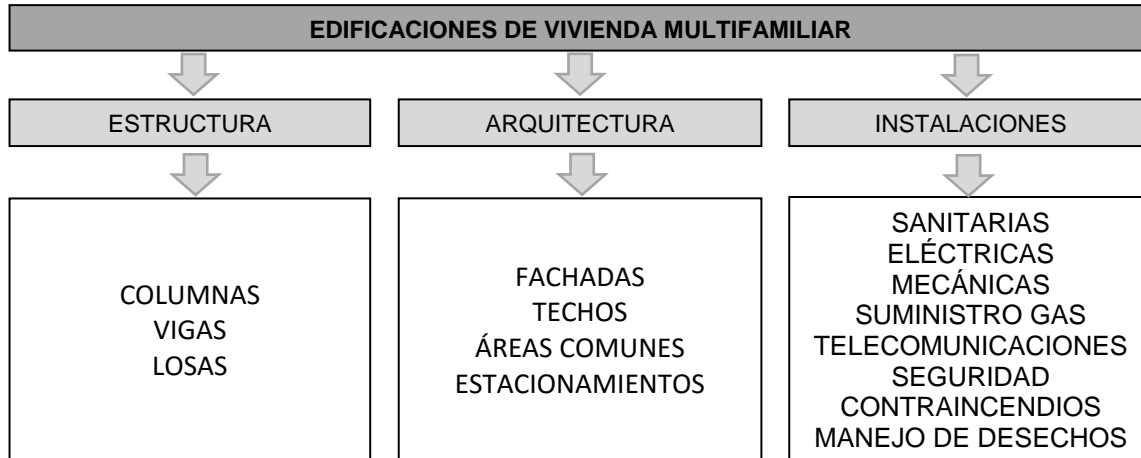 EDIFICACIONES DE VIVIENDA MULTIFAMILIAR
ESTRUCTURA
ARQUITECTURA
INSTALACIONES
COLUMNAS
VIGAS
LOSAS
FACHADAS
TECHOS
ÁREAS COMUNES
ESTACIONAMIENTOS
SANITARIAS
ELÉCTRICAS
MECÁNICAS
SUMINISTRO GAS
TELECOMUNICACIONES
SEGURIDAD
CONTRAINCENDIOS
MANEJO DE DESECHOS